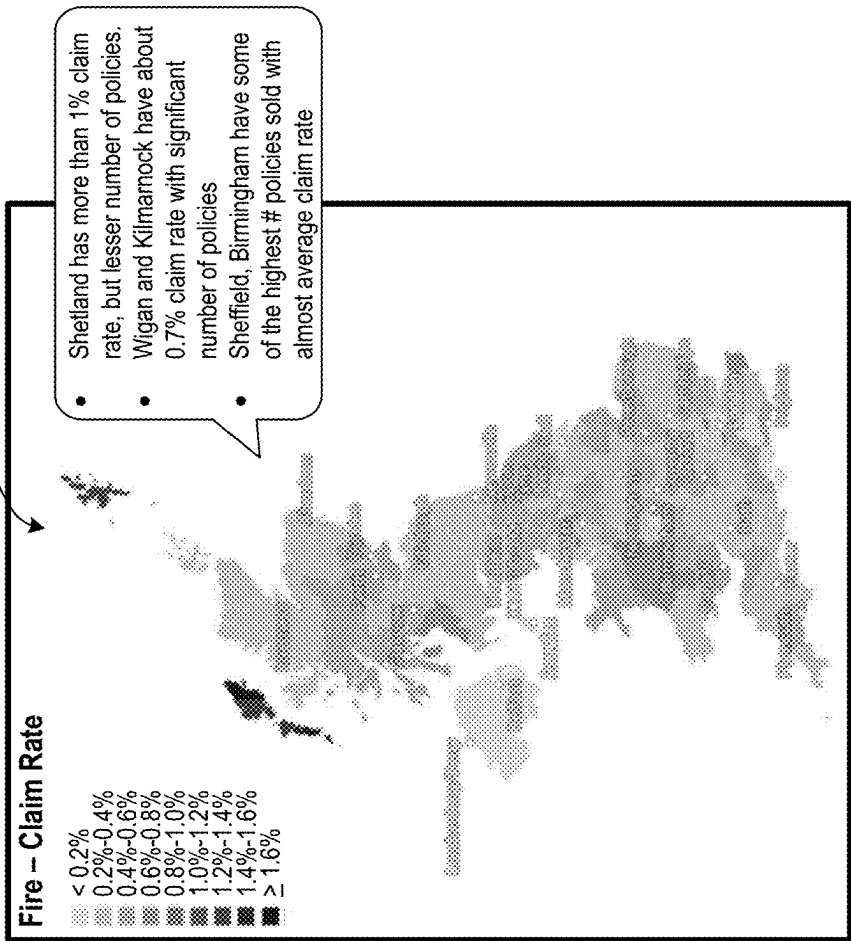 Fire – Claim Rate
< 0.2%
0.2%-0.4%
0.4%-0.6%
0.6%-0.8%
0.8%-1.0%
1.0%-1.2%
1.2%-1.4%
1.4%-1.6%
≥ 1.6%
• Shetland has more than 1% claim
rate, but lesser number of policies.
• Wigan and Kilmarnock have about
0.7% claim rate with significant
number of policies
• Sheffield, Birmingham have some
of the highest # policies sold with
almost average claim rate